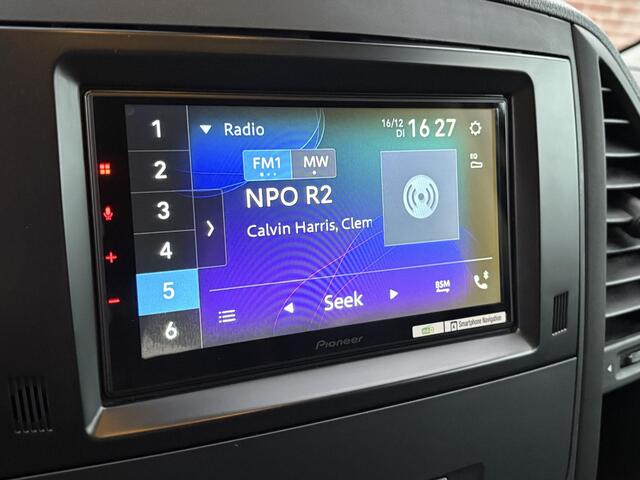 1
2
3
4
5
6
Radio
16/12
DI
16 27
FM1
MW
EQ
NPO R2
Calvin Harris, Clem
Seek
BSM
Pioneer
Smartphone Navigation